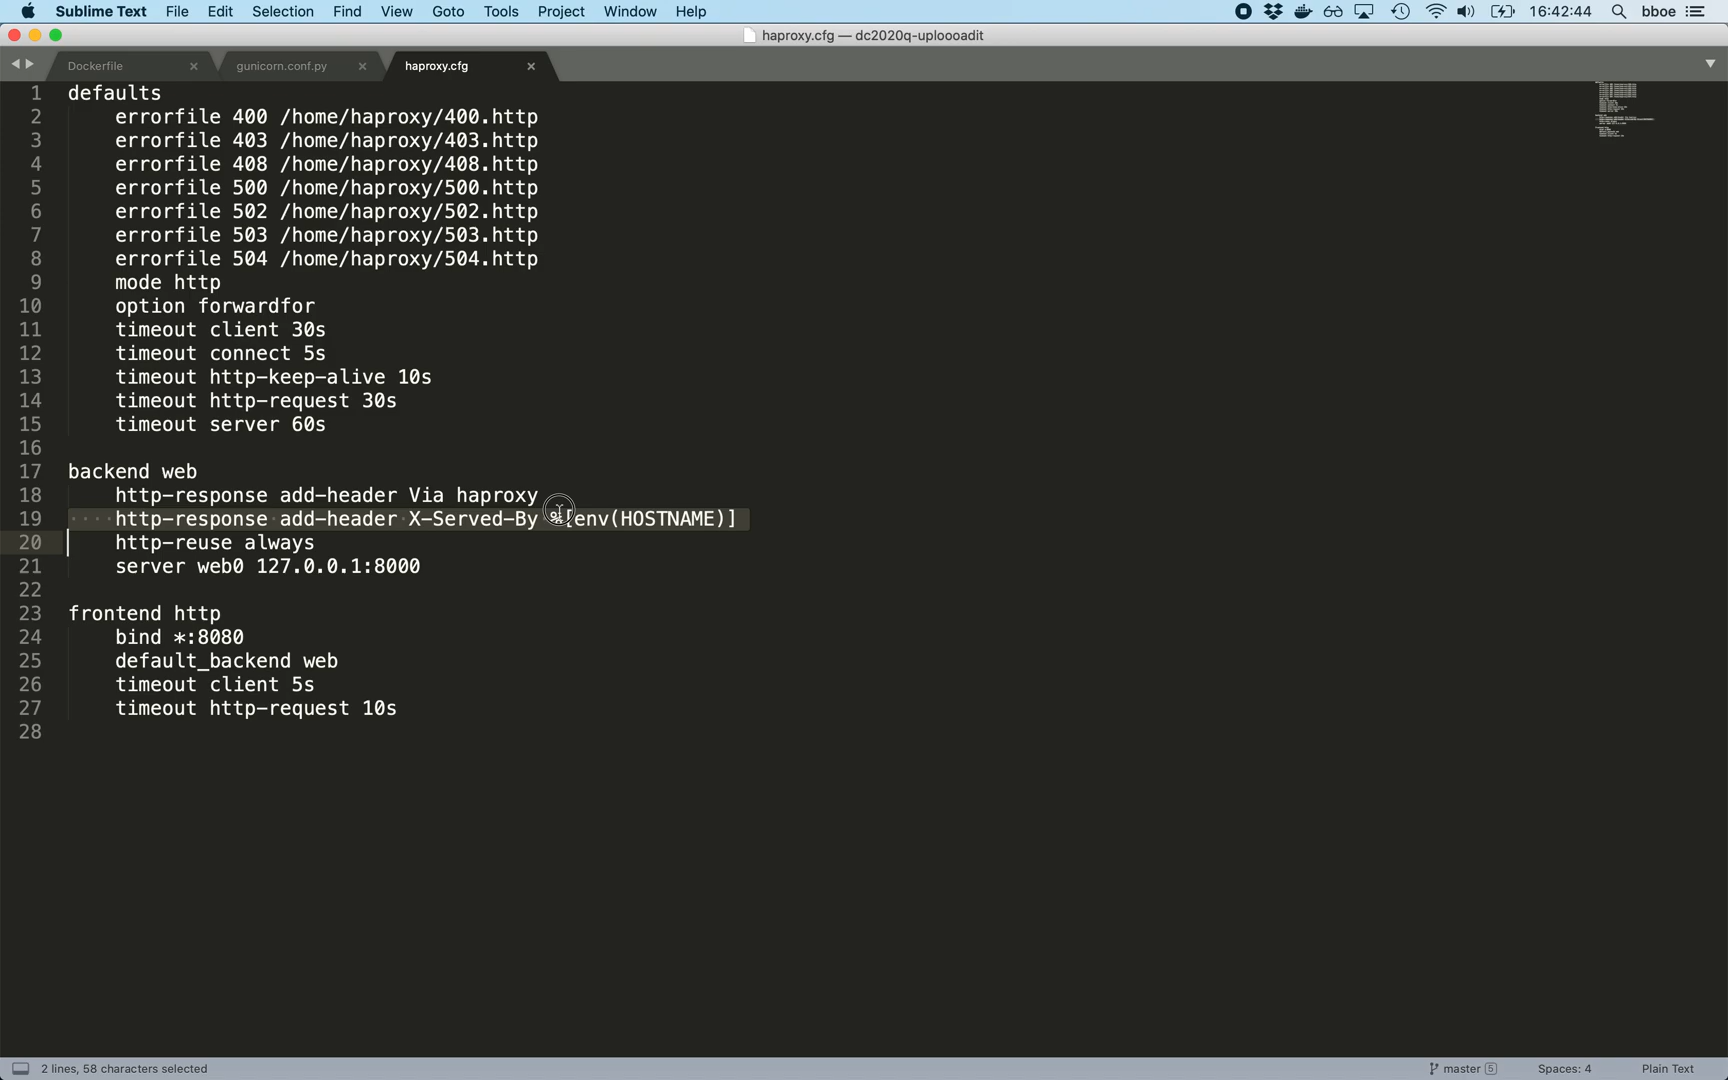 Sublime Text File Edit Selection Find View Goto Tools Project Window Help 16:42:44 bboe
haproxy.cfg — dc2020q-uploooadit
Dockerfile × gunicorn.conf.py × haproxy.cfg ×
1 defaults
2 errorfile 400 /home/haproxy/400.http
3 errorfile 403 /home/haproxy/403.http
4 errorfile 408 /home/haproxy/408.http
5 errorfile 500 /home/haproxy/500.http
6 errorfile 502 /home/haproxy/502.http
7 errorfile 503 /home/haproxy/503.http
8 errorfile 504 /home/haproxy/504.http
9 mode http
10 option forwardfor
11 timeout client 30s
12 timeout connect 5s
13 timeout http-keep-alive 10s
14 timeout http-request 30s
15 timeout server 60s
16
17 backend web
18 http-response add-header Via haproxy
19 http-response add-header X-Served-By %[env(HOSTNAME)]
20 http-reuse always
21 server web0 127.0.0.1:8000
22
23 frontend http
24 bind *:8080
25 default_backend web
26 timeout client 5s
27 timeout http-request 10s
28
2 lines, 58 characters selected master 5 Spaces: 4 Plain Text